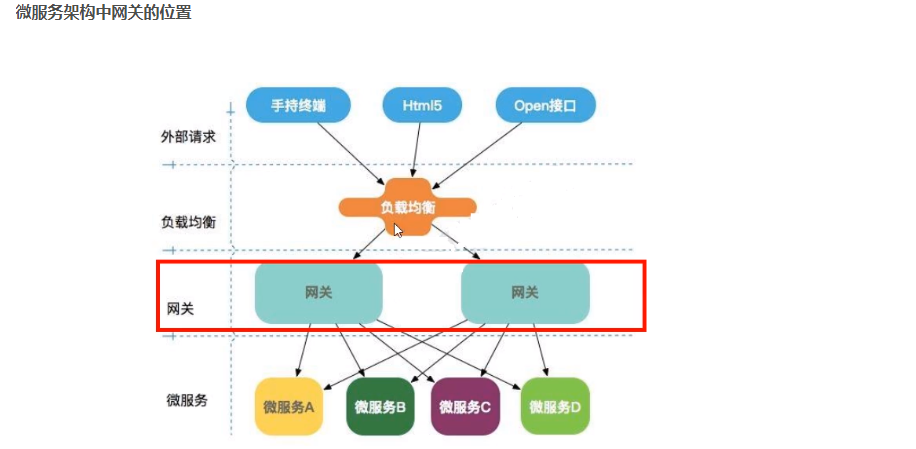 微服务架构中网关的位置
手持终端
Html5
Open接口
外部请求
负载均衡
负载均衡
网关
网关
网关
微服务
微服务A
微服务B
微服务C
微服务D